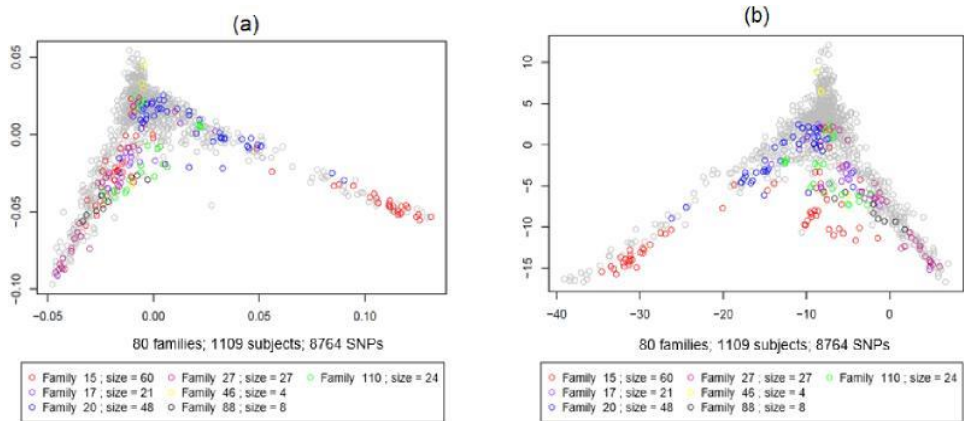 (a)
(b)
0.05
0.00
−0.05
−0.10
−0.05
0.00
0.05
0.10
10
5
0
−5
−10
−15
−40
−30
−20
−10
0
80 families; 1109 subjects; 8764 SNPs
80 families; 1109 subjects; 8764 SNPs
Family 15 ; size = 60 Family 27 ; size = 27 Family 110 ; size = 24
Family 17 ; size = 21 Family 46 ; size = 4
Family 20 ; size = 48 Family 88 ; size = 8
Family 15 ; size = 60 Family 27 ; size = 27 Family 110 ; size = 24
Family 17 ; size = 21 Family 46 ; size = 4
Family 20 ; size = 48 Family 88 ; size = 8